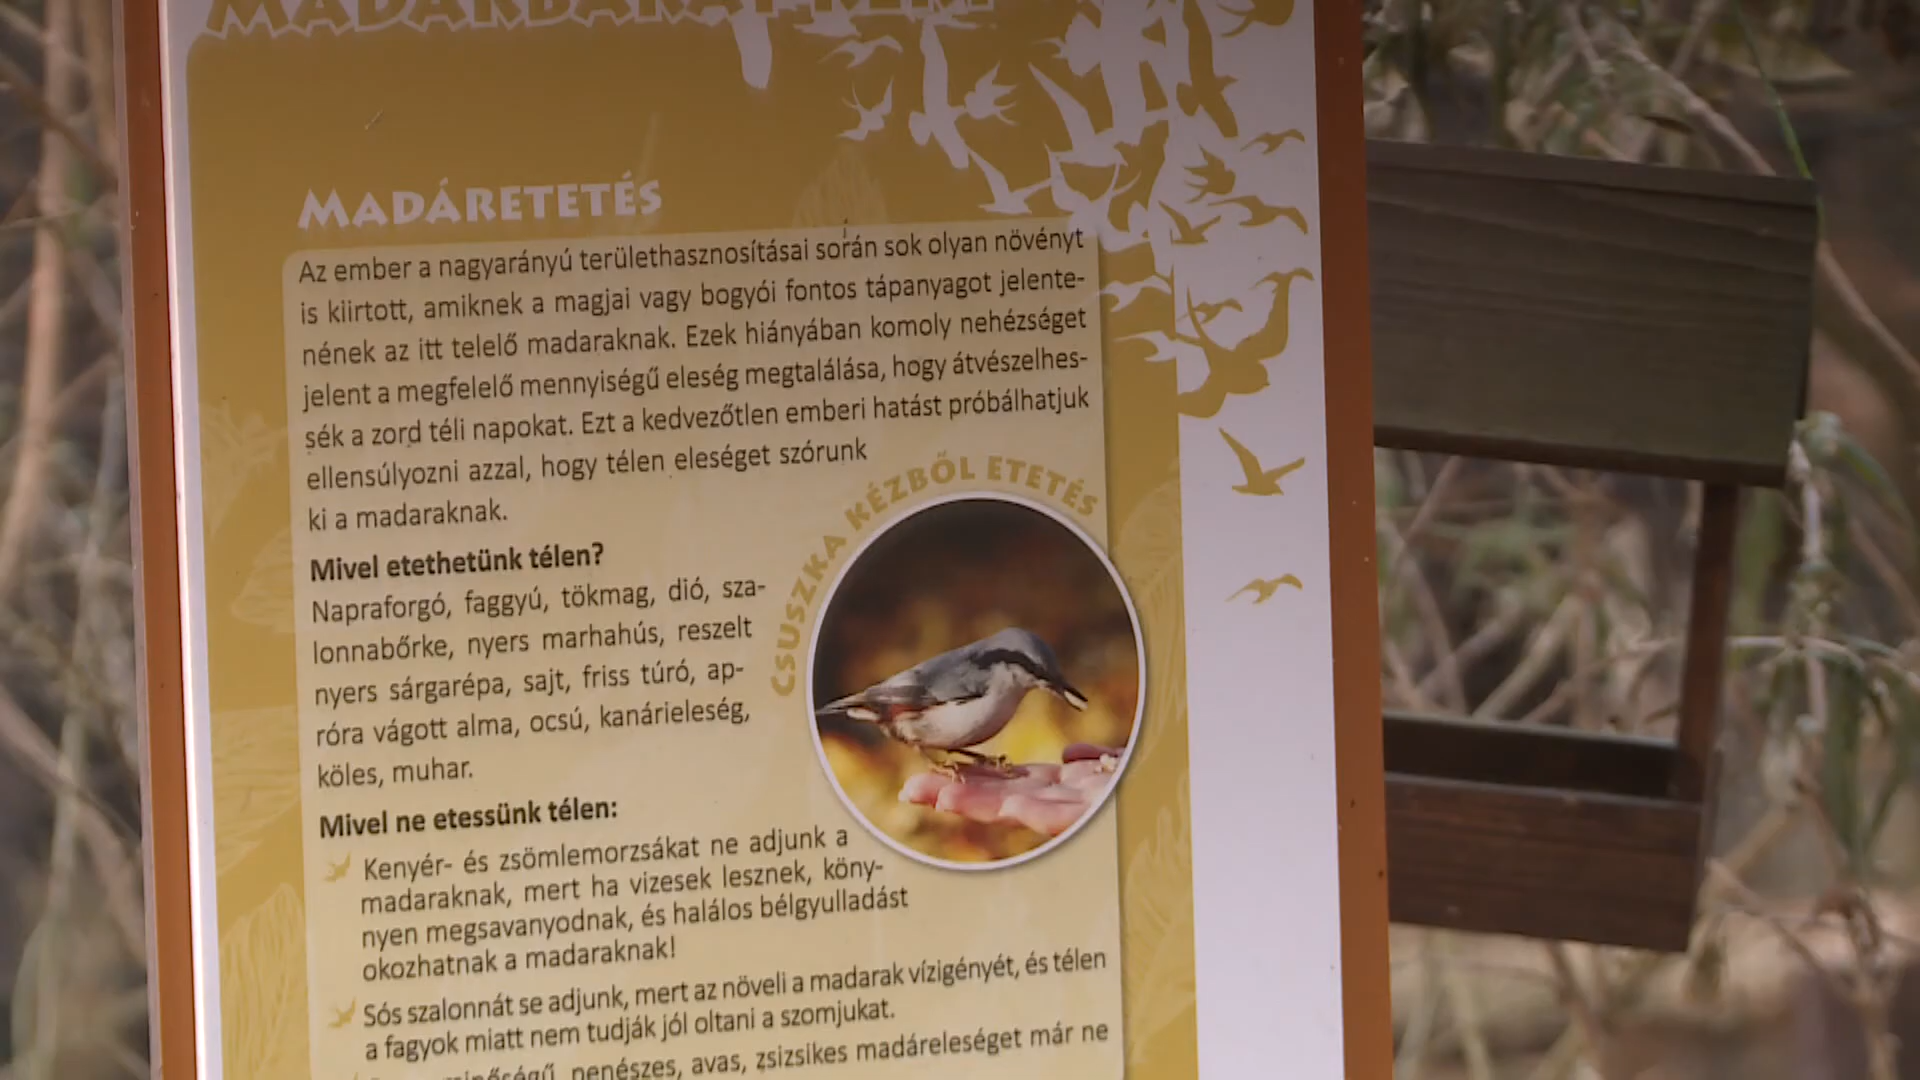 MADÁRBARÁT KERT
MADÁRETETÉS
Az ember a nagyarányú területhasznosításai során sok olyan növényt
is kiirtott, amiknek a magjai vagy bogyói fontos tápanyagot jelente-
nének az itt telelő madaraknak. Ezek hiányában komoly nehézséget
jelent a megfelelő mennyiségű eleség megtalálása, hogy átvészelhes-
sék a zord téli napokat. Ezt a kedvezőtlen emberi hatást próbálhatjuk
ellensúlyozni azzal, hogy télen eleséget szórunk
ki a madaraknak.
CSUSZKA KÉZBŐL ETETÉS
Mivel etethetünk télen?
Napraforgó, faggyú, tökmag, dió, sza-
lonnabőrke, nyers marhahús, reszelt
nyers sárgarépa, sajt, friss túró, ap-
róra vágott alma, ocsú, kanárieleség,
köles, muhar.
Mivel ne etessünk télen:
Kenyér- és zsömlemorzsákat ne adjunk a
madaraknak, mert ha vizesek lesznek, köny-
nyen megsavanyodnak, és halálos bélgyulladást
okozhatnak a madaraknak!
Sós szalonnát se adjunk, mert az növeli a madarak vízigényét, és télen
a fagyok miatt nem tudják jól oltani a szomjukat.
penészes, avas, zsizsikes madáreleséget már ne